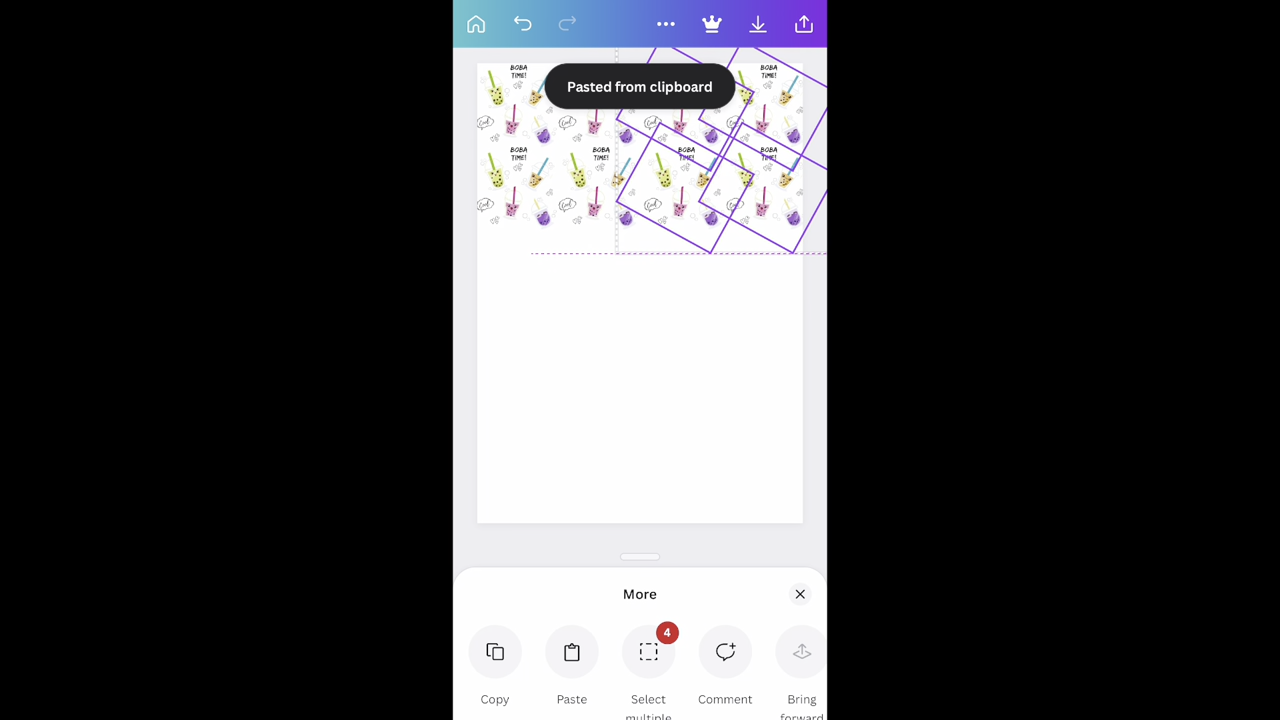 BOBA
TIME!
Pasted from clipboard
BOBA
TIME!
BOBA
TIME!
BOBA
TIME!
BOBA
TIME!
BOBA
TIME!
More
4
Copy
Paste
Select
multiple
Comment
Bring
forward